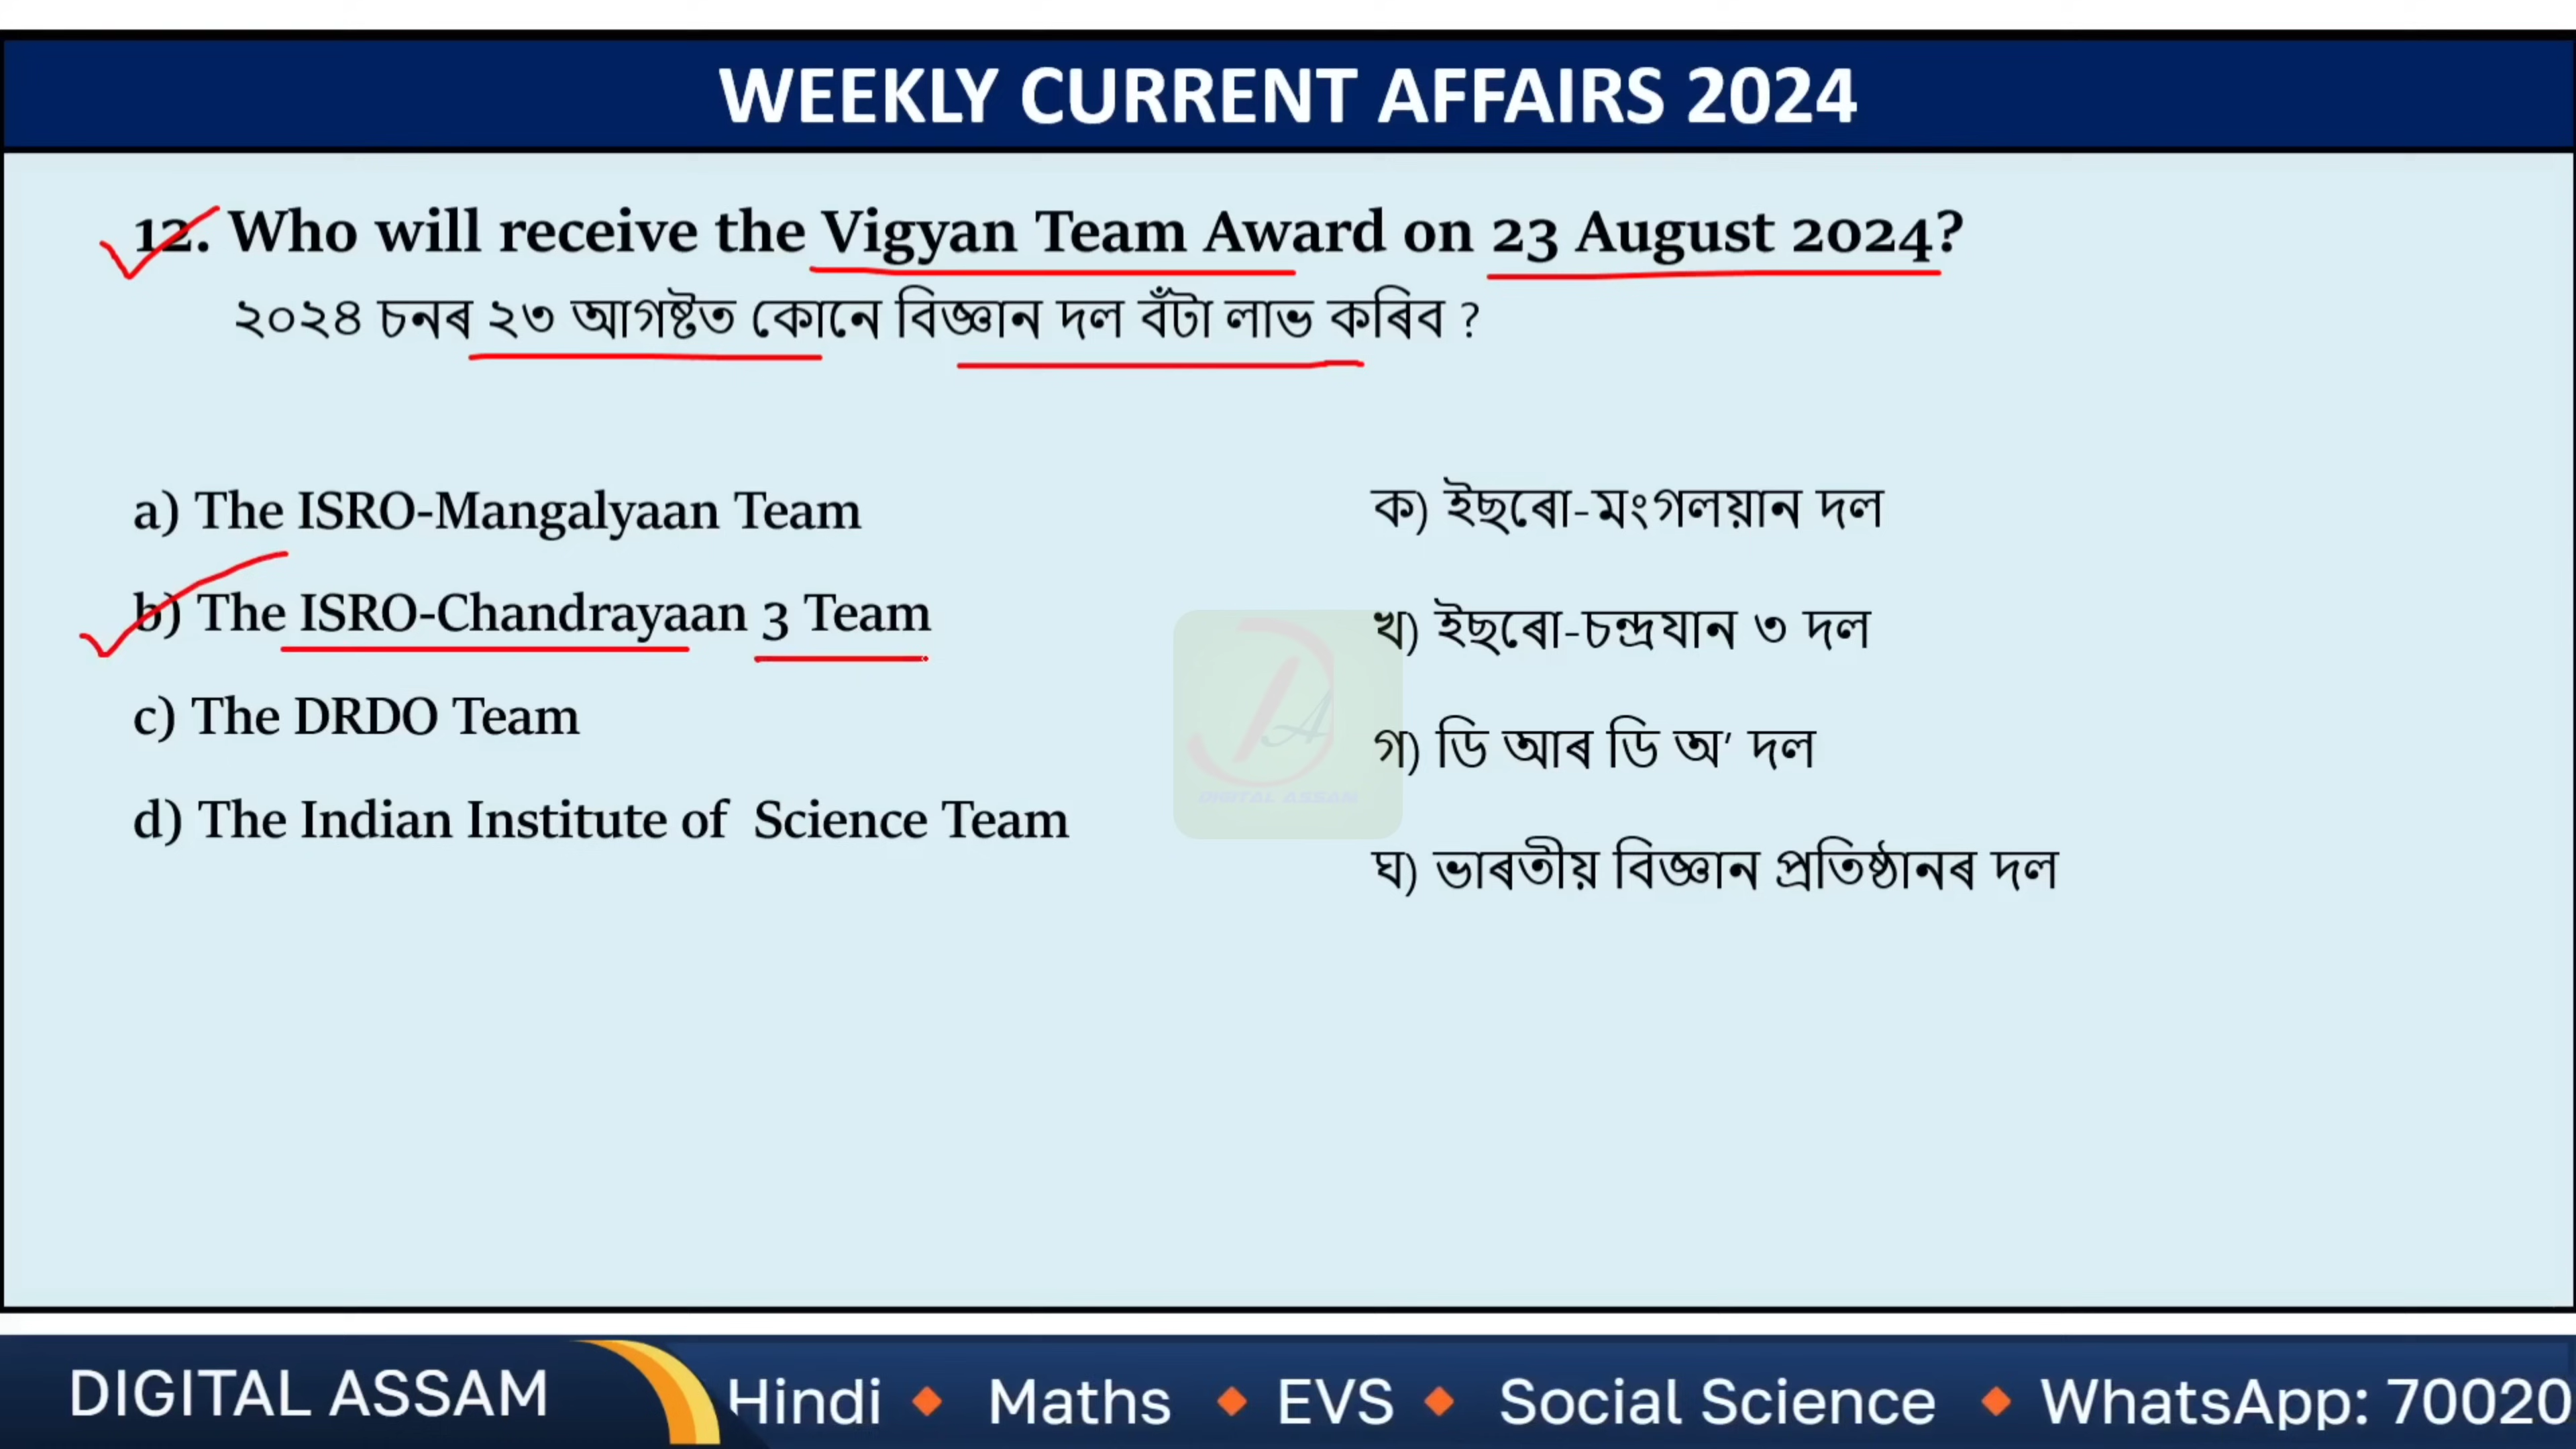 WEEKLY CURRENT AFFAIRS 2024
12. Who will receive the Vigyan Team Award on 23 August 2024?
২০২৪ চনৰ ২৩ আগষ্টত কোনে বিজ্ঞান দল বঁটা লাভ কৰিব ?
a) The ISRO-Mangalyaan Team
b) The ISRO-Chandrayaan 3 Team
c) The DRDO Team
d) The Indian Institute of Science Team
ক) ইছৰো-মংগলয়ান দল
খ) ইছৰো-চন্দ্ৰযান ৩ দল
গ) ডি আৰ ডি অ’ দল
ঘ) ভাৰতীয় বিজ্ঞান প্ৰতিষ্ঠানৰ দল
DA
DIGITAL ASSAM
DIGITAL ASSAM
Hindi ◆ Maths ◆ EVS ◆ Social Science ◆ WhatsApp: 70020